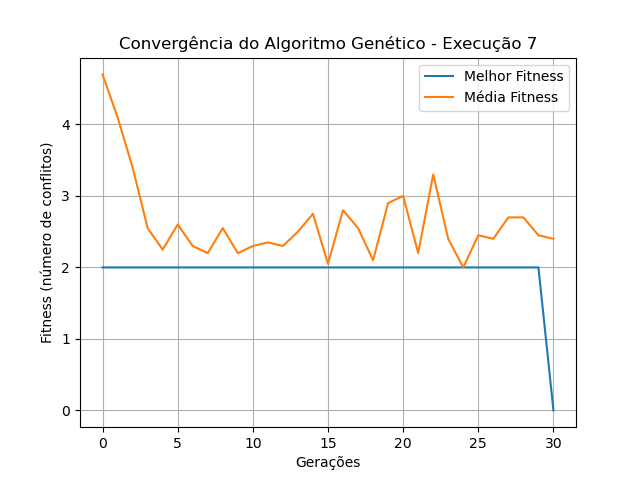 Convergência do Algoritmo Genético - Execução 7
Melhor Fitness
Média Fitness
Fitness (número de conflitos)
4
3
2
1
0
0 5 10 15 20 25 30
Gerações